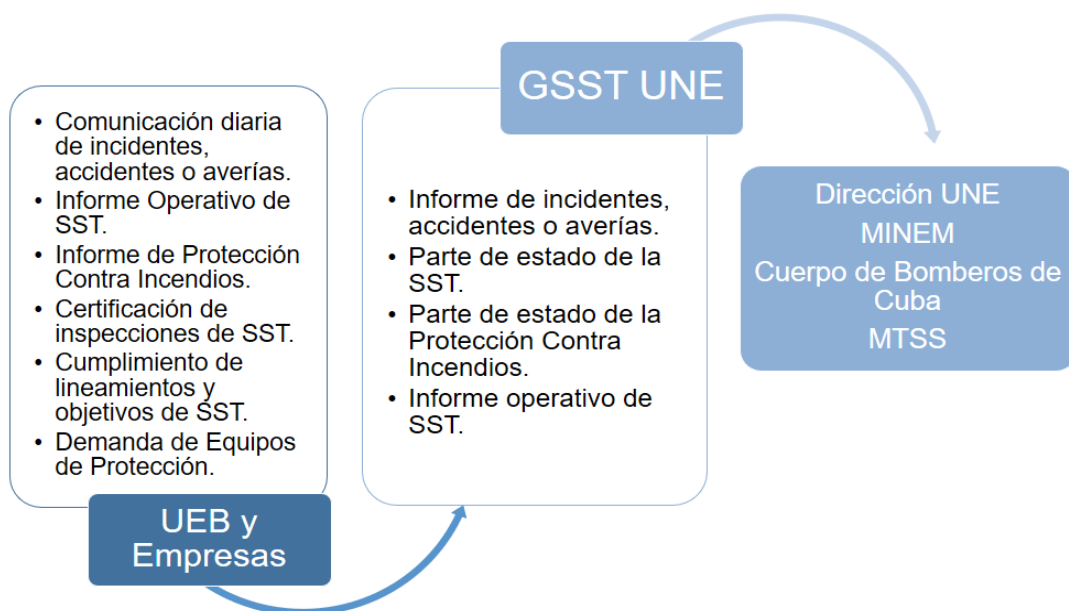 • Comunicación diaria
de incidentes,
accidentes o averías.
• Informe Operativo de
SST.
• Informe de Protección
Contra Incendios.
• Certificación de
inspecciones de SST.
• Cumplimiento de
lineamientos y
objetivos de SST.
• Demanda de Equipos
de Protección.
UEB y
Empresas
GSST UNE
• Informe de incidentes,
accidentes o averías.
• Parte de estado de la
SST.
• Parte de estado de la
Protección Contra
Incendios.
• Informe operativo de
SST.
Dirección UNE
MINEM
Cuerpo de Bomberos de
Cuba
MTSS